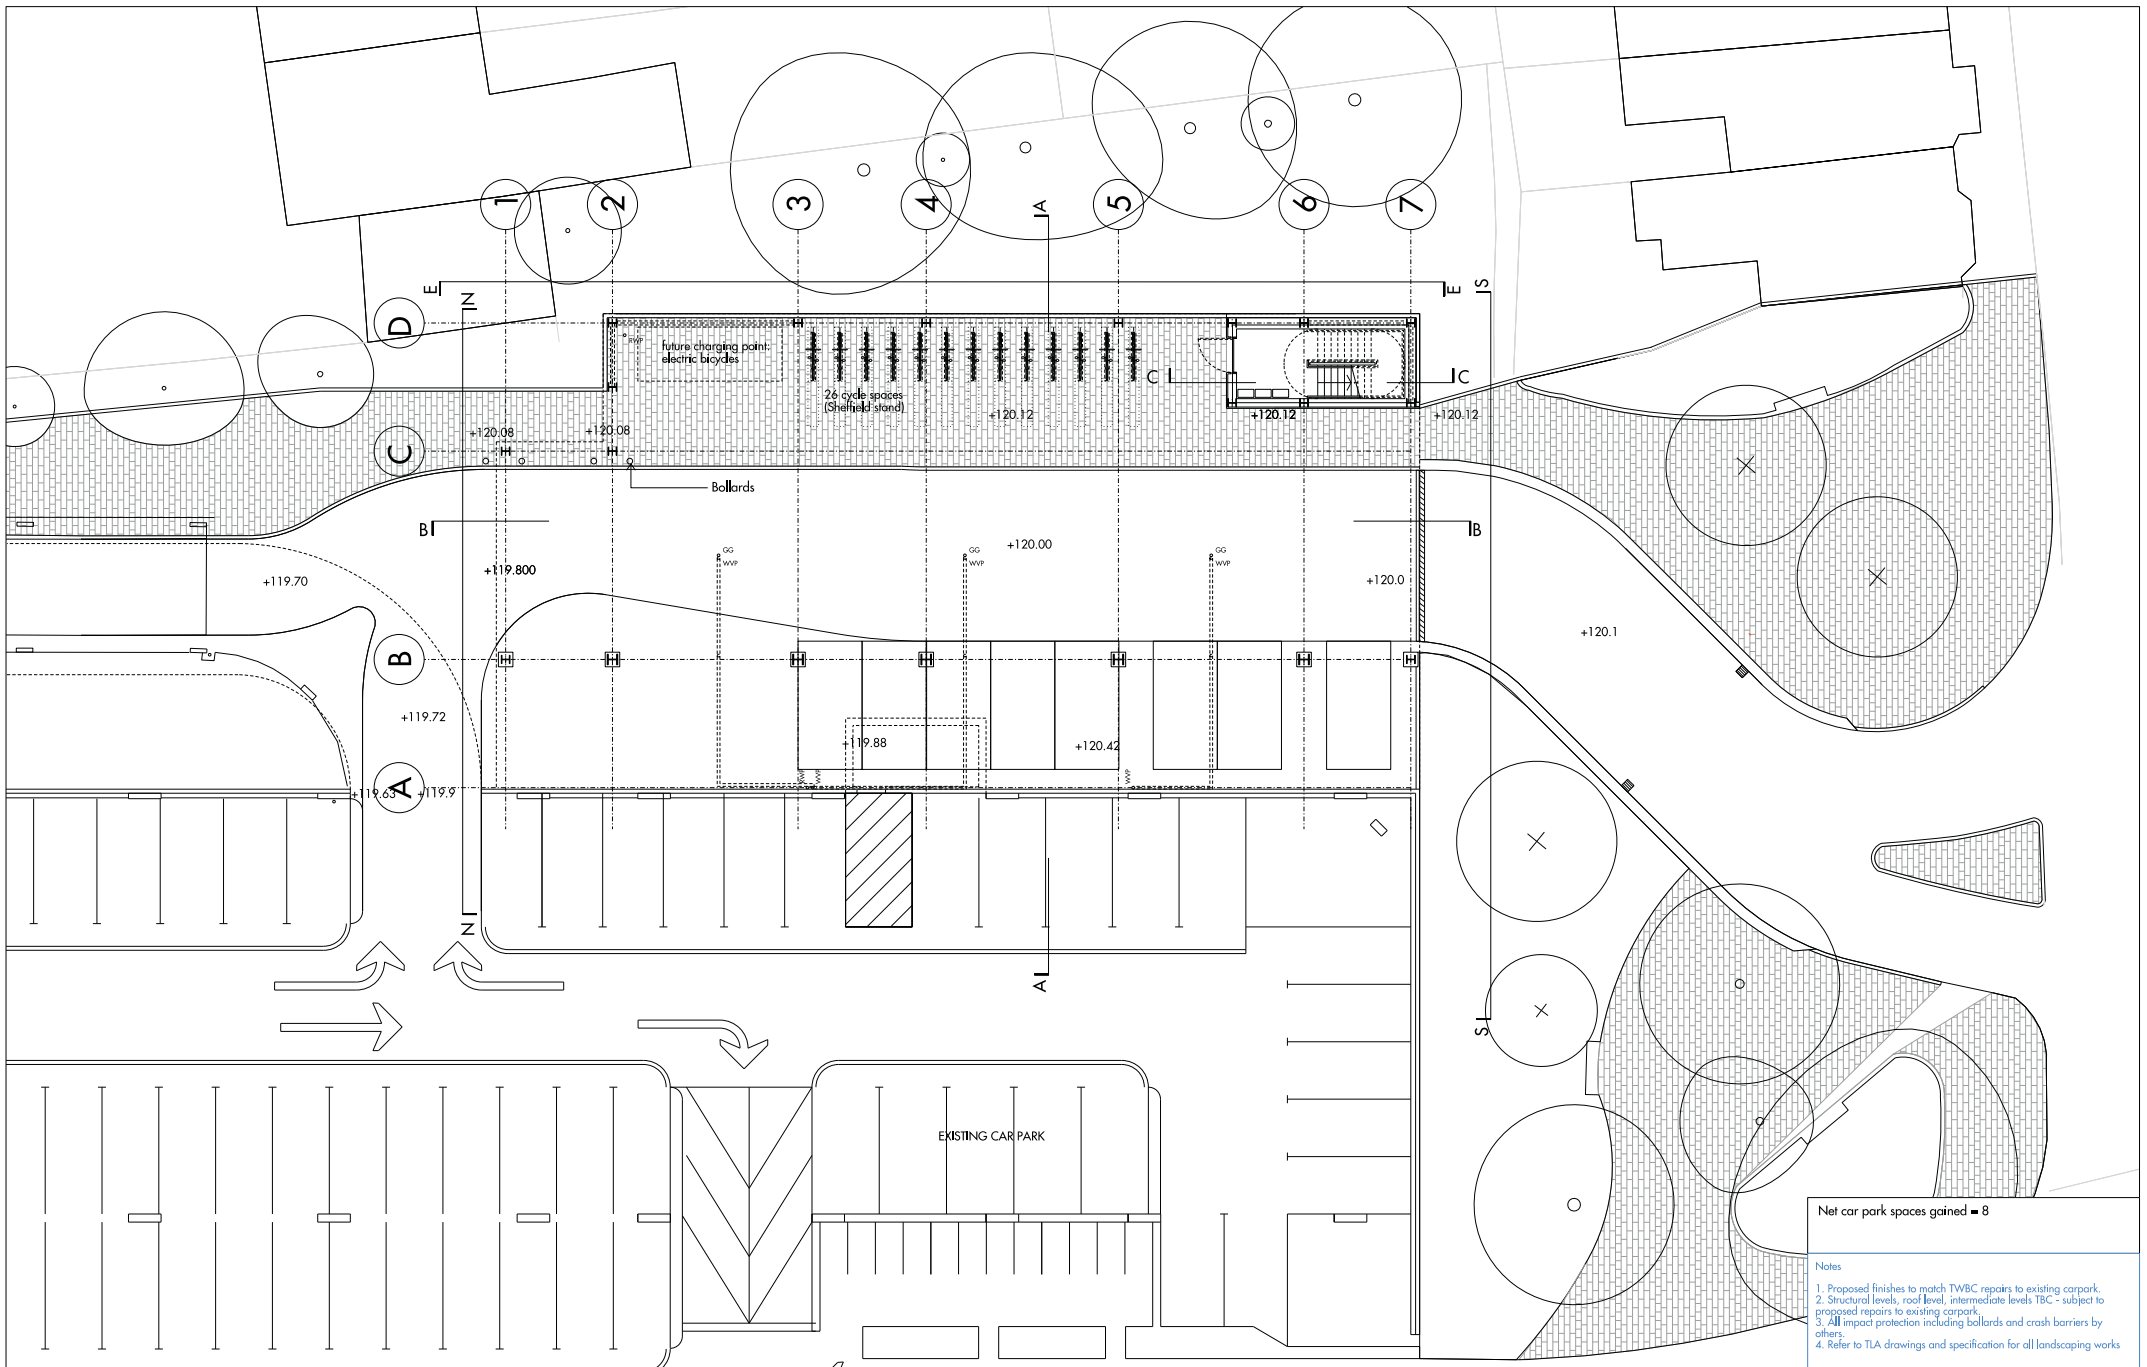 1
2
3
4
5
6
7
A
E
E
N
S
D
RWP
future charging point:
electric bicycles
C
C
26 cycle spaces
(Sheffield stand)
+120.12
+120.12
+120.12
+120.08
+120.08
C
Bollards
B
B
GG
WVP
GG
WVP
GG
WVP
+120.00
+119.70
+119.800
+120.0
+120.1
B
+119.72
+119.88
+120.42
RWP
WVP
WVP
A
+119.63
+119.9
N
A
S
EXISTING CAR PARK
Net car park spaces gained = 8
Notes
1. Proposed finishes to match TWBC repairs to existing carpark.
2. Structural levels, roof level, intermediate levels TBC - subject to
proposed repairs to existing carpark.
3. All impact protection including bollards and crash barriers by
others.
4. Refer to TLA drawings and specification for all landscaping works